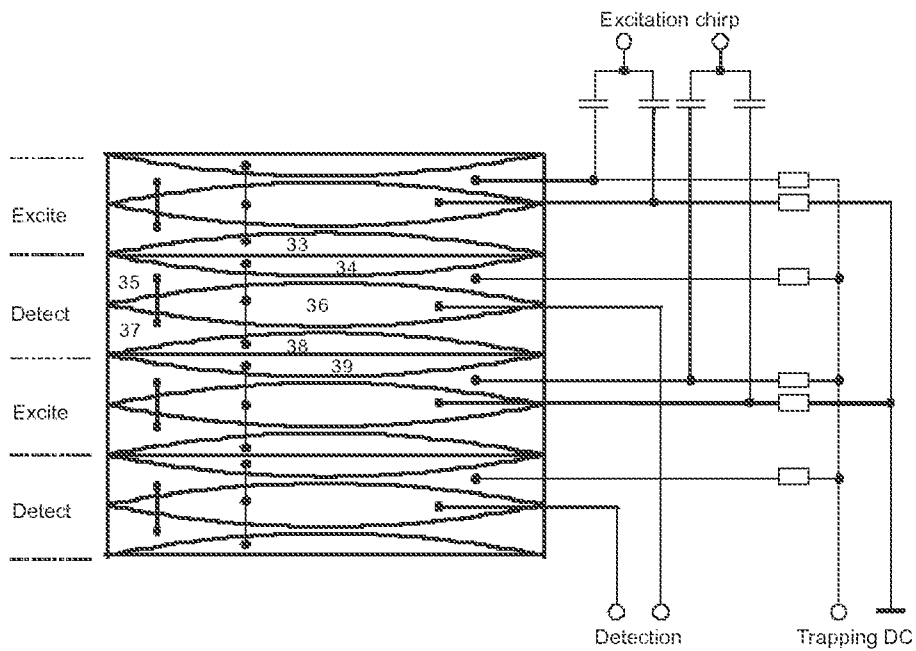 Excitation chirp
Excite
33
34
35
Detect
36
37
38
39
Excite
Detect
Detection
Trapping DC